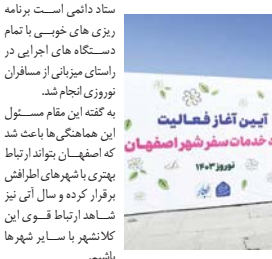 ستاد دائمی است برنامه
ریزی های خوبی با تمام
دستگاه های اجرایی در
راستای میزبانی از مسافران
نوروزی انجام شد.
به گفته این مقام مسئول
این هماهنگی‌ها باعث شد
که اصفهان بتواند ارتباط
بهتری با شهرهای اطرافش
برقرار کرده و سال آتی نیز
شاهد ارتباط قوی این
کلانشهر با سایر شهرها
باشیم.
آیین آغاز فعالیت
د خدمات سفر شهر اصفهان
نوروز ۱۴۰۳